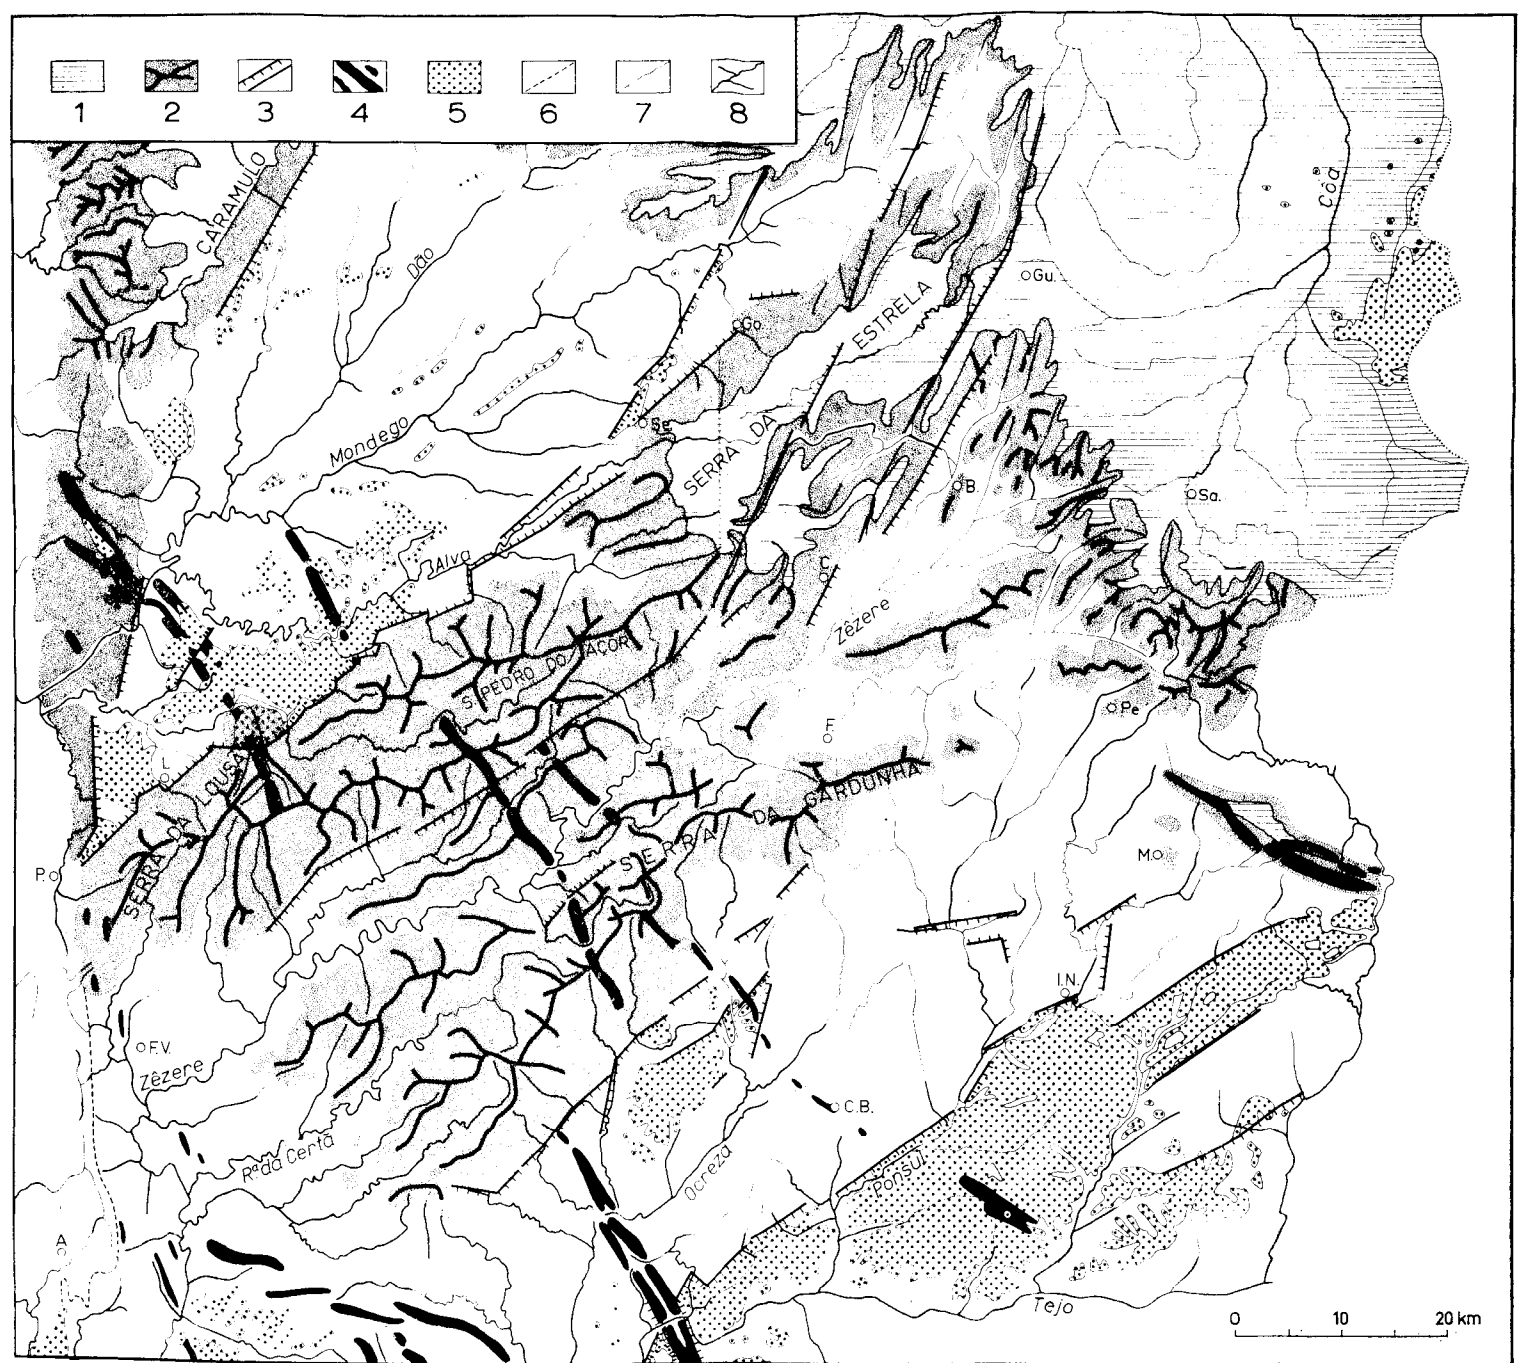 1 2 3 4 5 6 7 8
CARAMULO
Dão
Côa
Gu.
Go.
ESTRELA
SERRA DA
Se.
Mondego
B.
Sa.
Alva
C.
Zêzere
S. PEDRO DO AÇOR
Pe
F.
L.
SERRA DA LOUSÃ
SERRA DA GARDUNHA
M.
P.
I.N.
F.V.
Zêzere
C.B.
Rª da Certã
Ocreza
Ponsul
A
Tejo
0 10 20 km